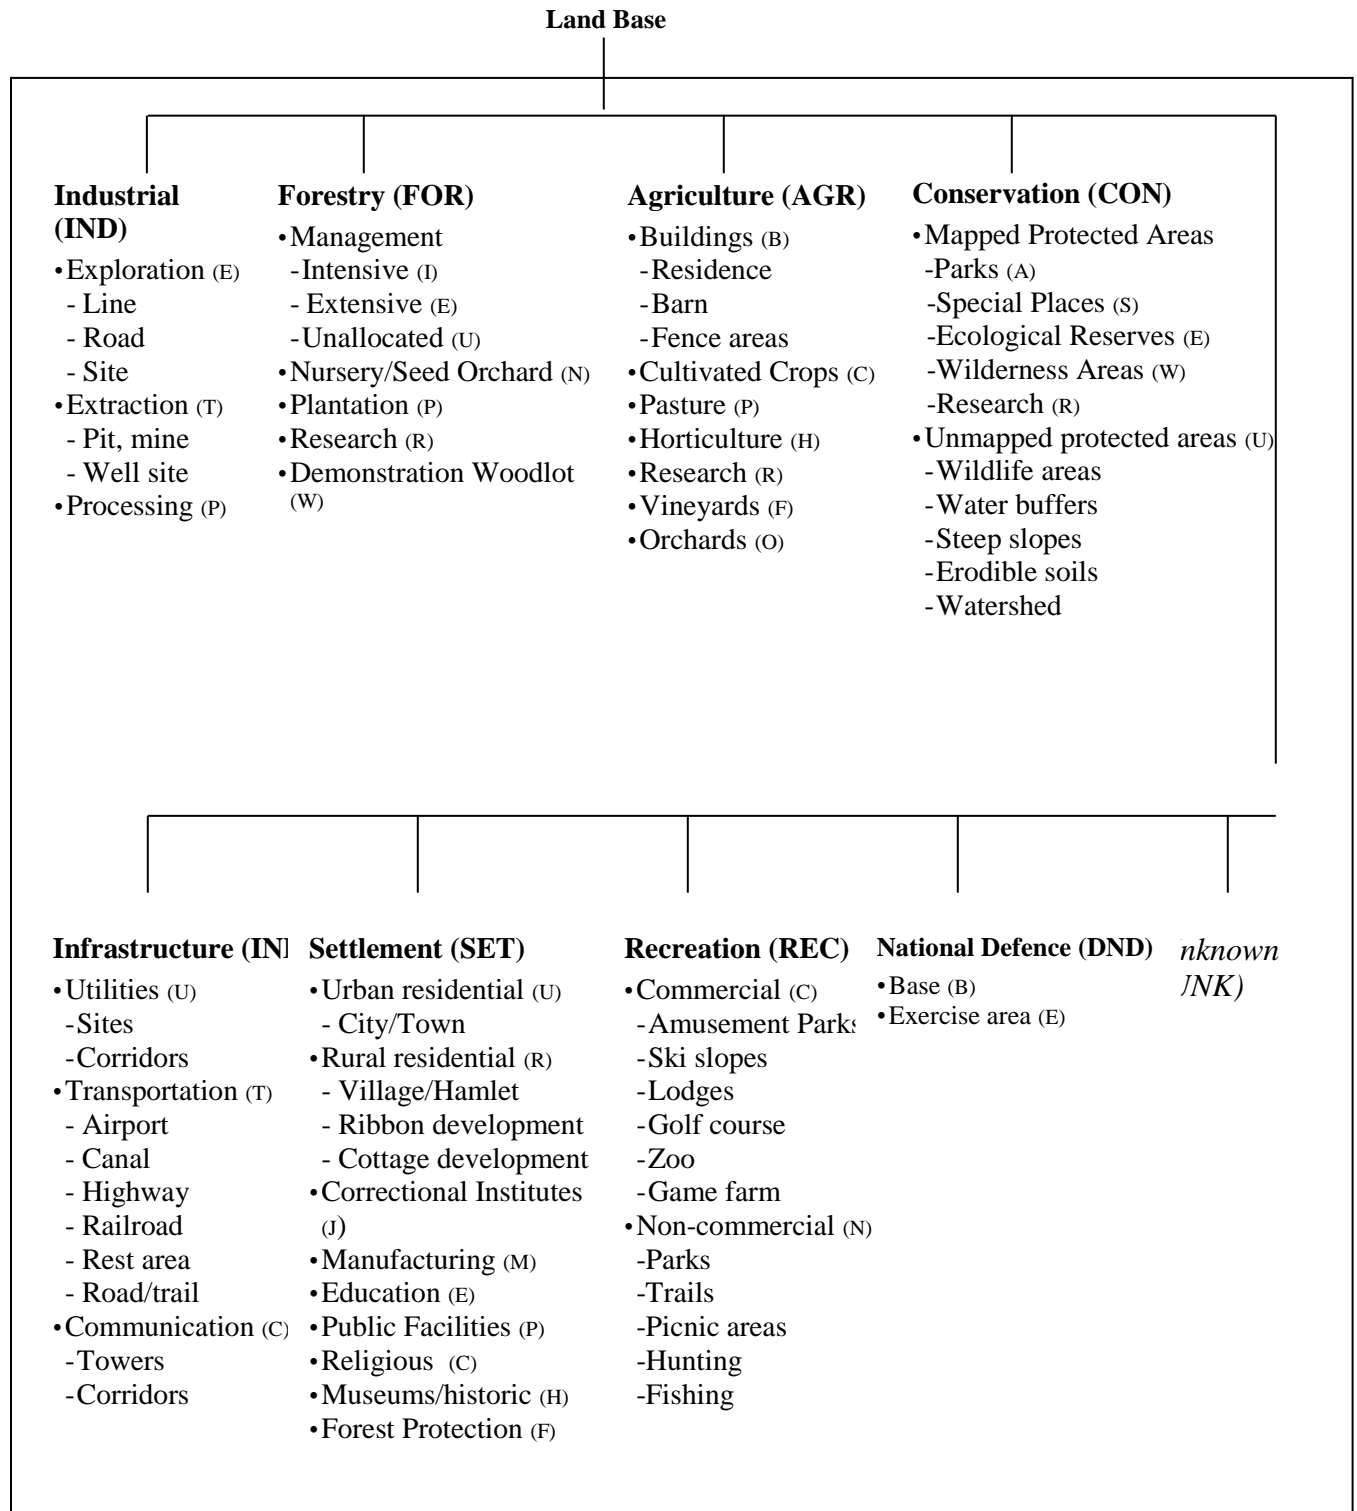 Land Base
Industrial
(IND)
•Exploration (E)
- Line
- Road
- Site
•Extraction (T)
- Pit, mine
- Well site
•Processing (P)
Forestry (FOR)
•Management
-Intensive (I)
- Extensive (E)
-Unallocated (U)
•Nursery/Seed Orchard (N)
•Plantation (P)
•Research (R)
•Demonstration Woodlot
(W)
Agriculture (AGR)
•Buildings (B)
-Residence
-Barn
-Fence areas
•Cultivated Crops (C)
•Pasture (P)
•Horticulture (H)
•Research (R)
•Vineyards (F)
•Orchards (O)
Conservation (CON)
•Mapped Protected Areas
-Parks (A)
-Special Places (S)
-Ecological Reserves (E)
-Wilderness Areas (W)
-Research (R)
•Unmapped protected areas (U)
-Wildlife areas
-Water buffers
-Steep slopes
-Erodible soils
-Watershed
Infrastructure
•Utilities (U)
-Sites
-Corridors
•Transportation (T)
- Airport
- Canal
- Highway
- Railroad
- Rest area
- Road/trail
•Communication (C)
-Towers
-Corridors
Settlement (SET)
•Urban residential (U)
- City/Town
•Rural residential (R)
- Village/Hamlet
- Ribbon development
- Cottage development
•Correctional Institutes
(J)
•Manufacturing (M)
•Education (E)
•Public Facilities (P)
•Religious (C)
•Museums/historic (H)
•Forest Protection (F)
Recreation (REC)
•Commercial (C)
-Amusement Parks
-Ski slopes
-Lodges
-Golf course
-Zoo
-Game farm
•Non-commercial (N)
-Parks
-Trails
-Picnic areas
-Hunting
-Fishing
National Defence (DND)
•Base (B)
•Exercise area (E)
nknown
NK)